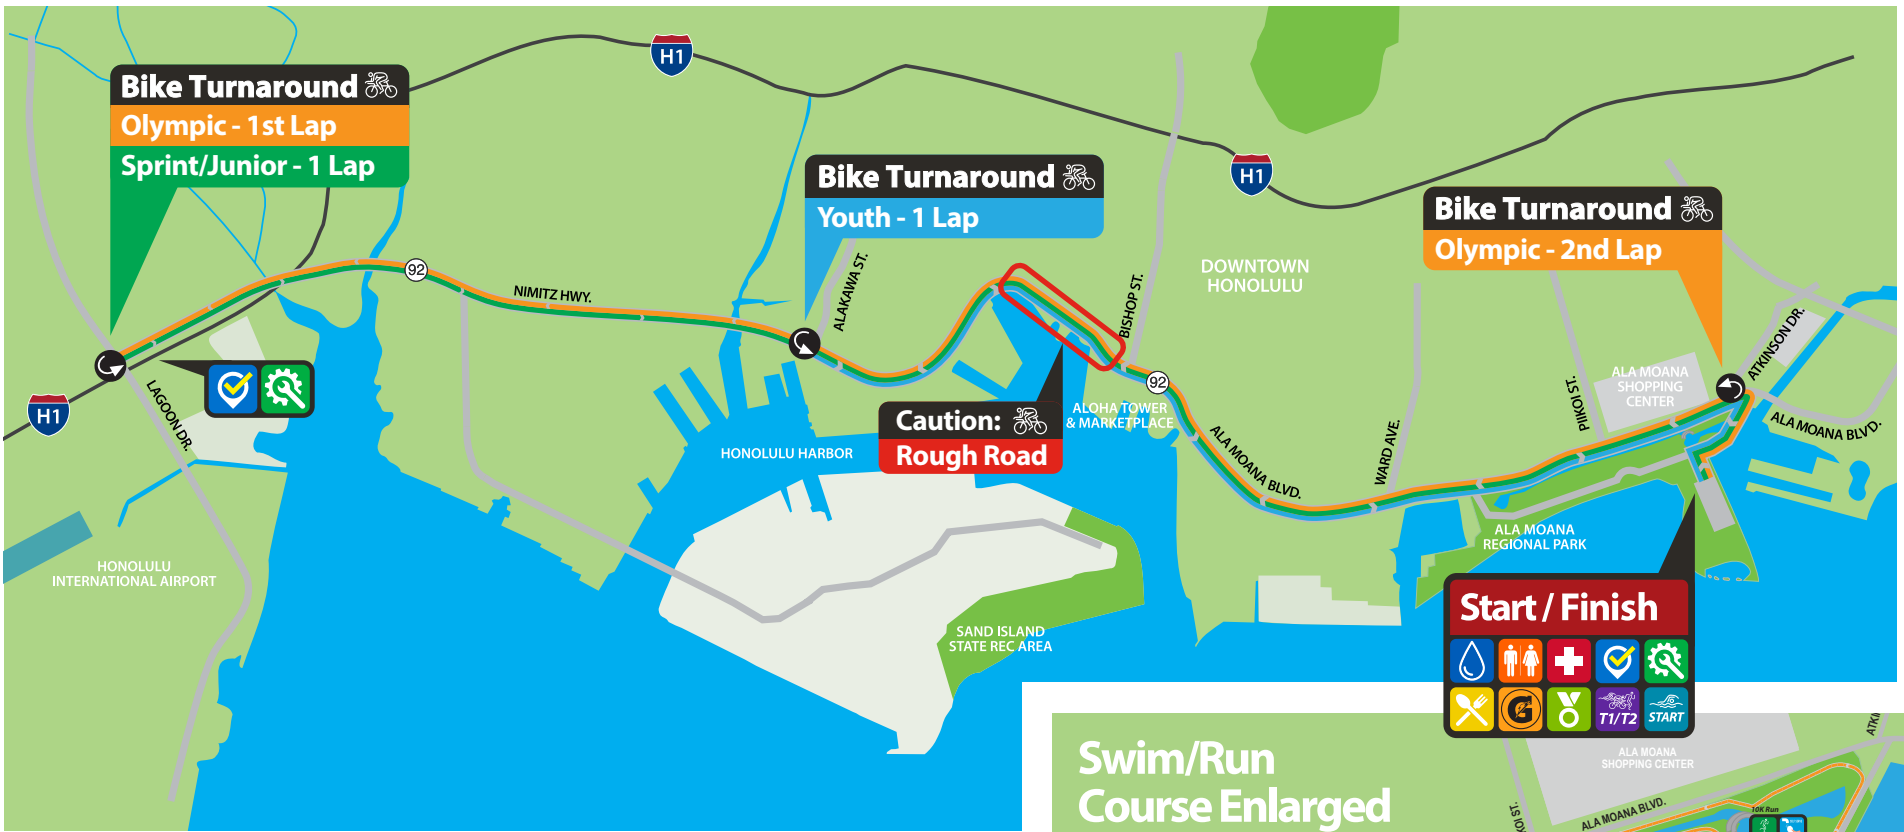 H1
Bike Turnaround
Olympic - 1st Lap
Sprint/Junior - 1 Lap
Bike Turnaround
Youth - 1 Lap
H1
Bike Turnaround
Olympic - 2nd Lap
DOWNTOWN
HONOLULU
92
NIMITZ HWY.
ALAKAWA ST.
BISHOP ST.
92
H1
LAGOON DR.
Caution:
Rough Road
ALOHA TOWER
& MARKETPLACE
HONOLULU HARBOR
ALA MOANA BLVD.
WARD AVE.
PIIKOI ST.
ALA MOANA
SHOPPING
CENTER
ATKINSON DR.
ALA MOANA BLVD.
ALA MOANA
REGIONAL PARK
HONOLULU
INTERNATIONAL AIRPORT
SAND ISLAND
STATE REC AREA
Start / Finish
G
T1/T2
START
Swim/Run
Course Enlarged
ALA MOANA
SHOPPING CENTER
ALA MOANA BLVD.
10K Run